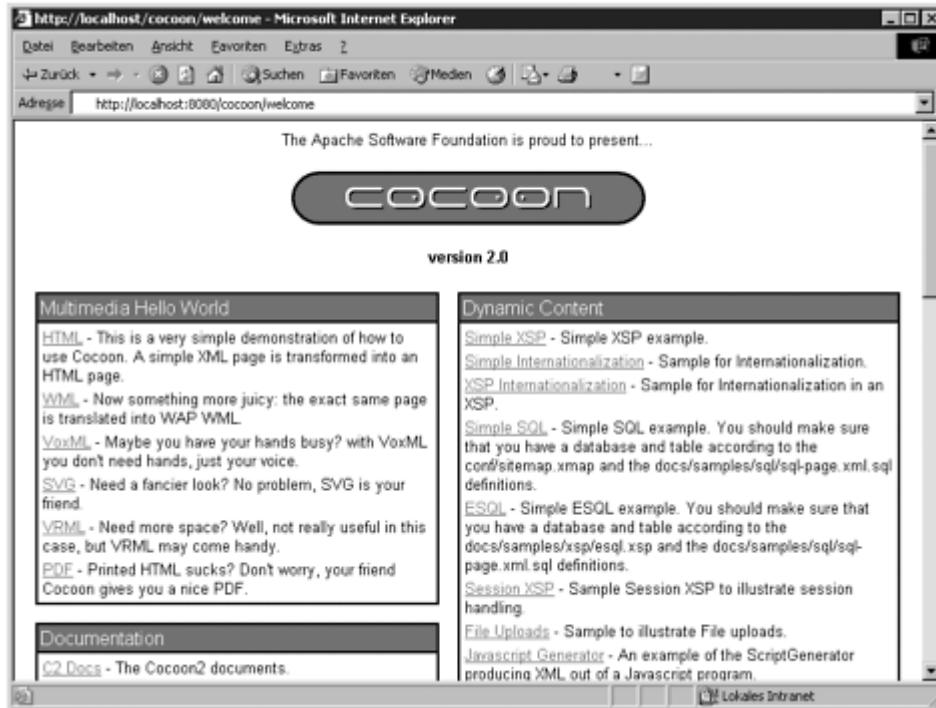 http://localhost/cocoon/welcome - Microsoft Internet Explorer
Datei Bearbeiten Ansicht Favoriten Extras ?
Zurück Suchen Favoriten Medien
Adresse http://localhost:8080/cocoon/welcome
The Apache Software Foundation is proud to present...
cocoon
version 2.0
Multimedia Hello World
HTML - This is a very simple demonstration of how to
use Cocoon. A simple XML page is transformed into an
HTML page.
WML - Now something more juicy: the exact same page
is translated into WAP WML.
VoxML - Maybe you have your hands busy? with VoxML
you don't need hands, just your voice.
SVG - Need a fancier look? No problem, SVG is your
friend.
VRML - Need more space? Well, not really useful in this
case, but VRML may come handy.
PDF - Printed HTML sucks? Don't worry, your friend
Cocoon gives you a nice PDF.
Documentation
C2 Docs - The Cocoon2 documents.
Dynamic Content
Simple XSP - Simple XSP example.
Simple Internationalization - Sample for Internationalization.
XSP Internationalization - Sample for Internationalization in an
XSP.
Simple SQL - Simple SQL example. You should make sure
that you have a database and table according to the
conf/sitemap.xmap and the docs/samples/sql/sql-page.xml.sql
definitions.
ESQL - Simple ESQL example. You should make sure that
you have a database and table according to the
docs/samples/xsp/esql.xsp and the docs/samples/sql/sql-
page.xml.sql definitions.
Session XSP - Sample Session XSP to illustrate session
handling.
File Uploads - Sample to illustrate File uploads.
Javascript Generator - An example of the ScriptGenerator
producing XML out of a Javascript program.
Lokales Intranet